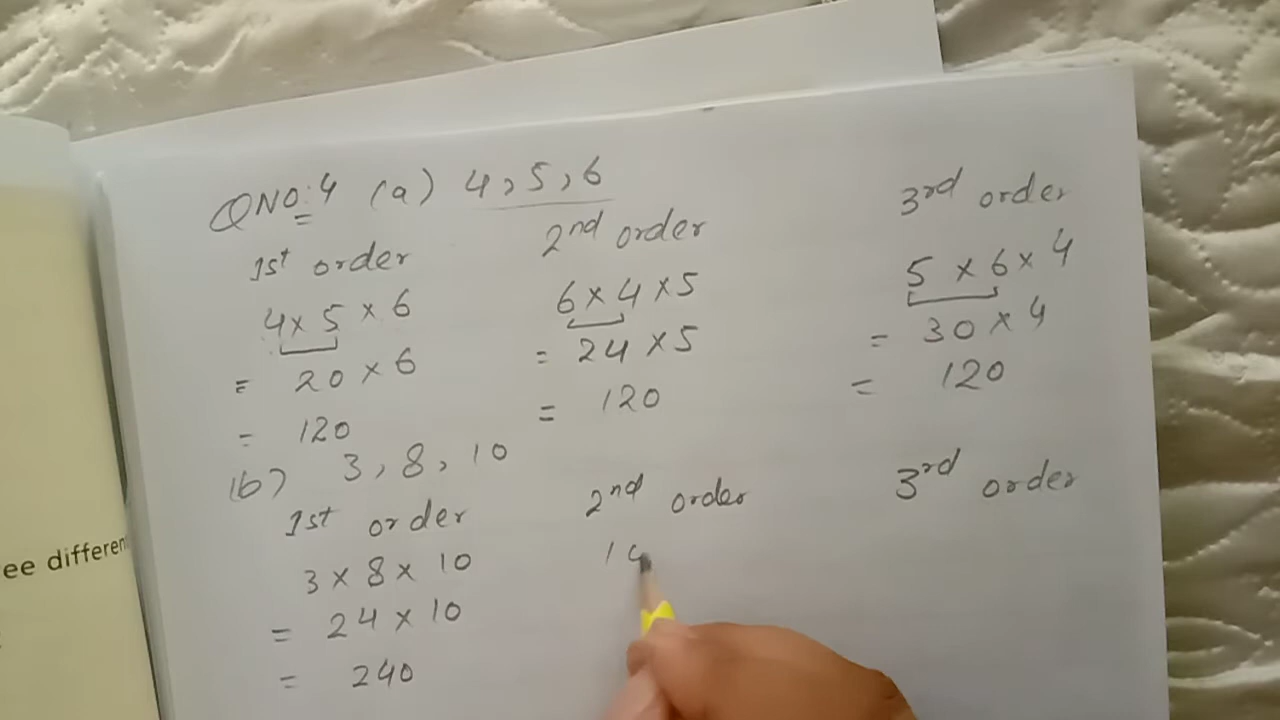 QNO:4 (a) 4,5,6
1st order
4 × 5 × 6
= 20 × 6
= 120
2nd order
6 × 4 × 5
= 24 × 5
= 120
3rd order
5 × 6 × 4
= 30 × 4
= 120
(b) 3, 8, 10
1st order
3 × 8 × 10
= 24 × 10
= 240
2nd order
1
3rd order
ee differen